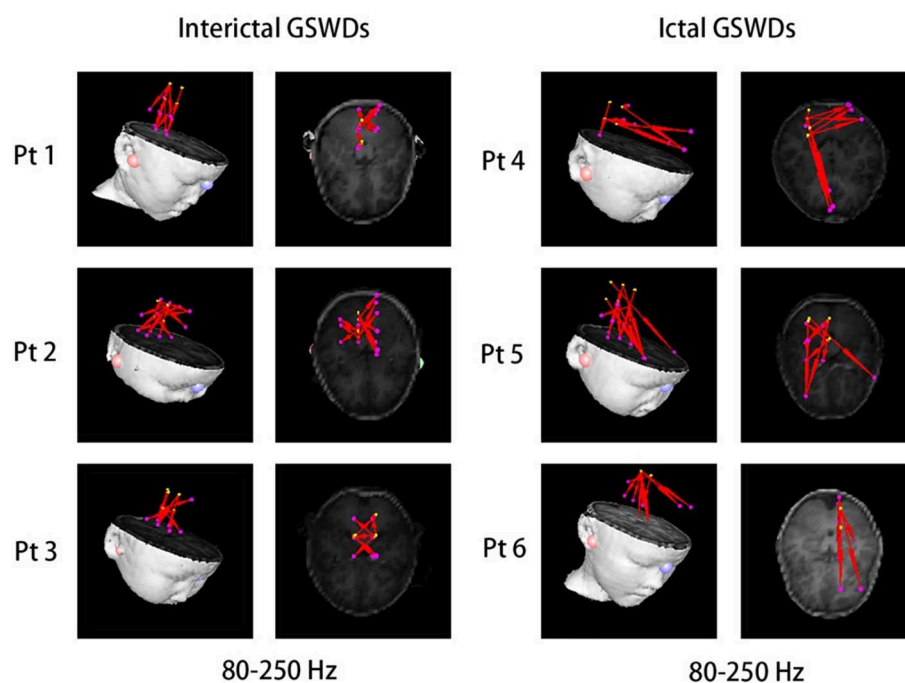 Interictal GSWDs
Ictal GSWDs
Pt 1
Pt 4
Pt 2
Pt 5
Pt 3
Pt 6
80-250 Hz
80-250 Hz